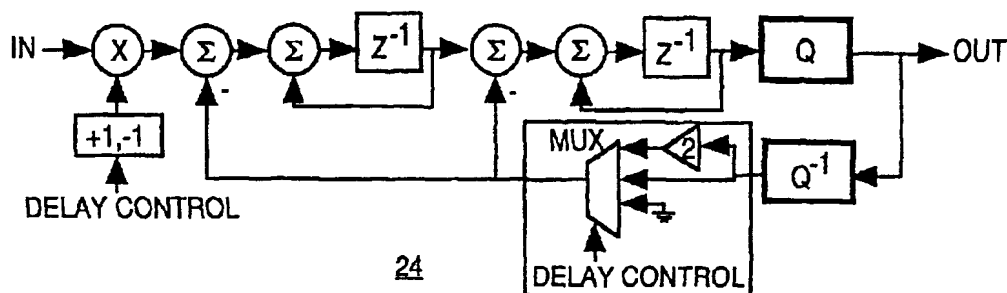 IN X Σ Σ z⁻¹ Σ Σ z⁻¹ Q OUT
- -
+1,-1 MUX 2 Q⁻¹
DELAY CONTROL
24 DELAY CONTROL